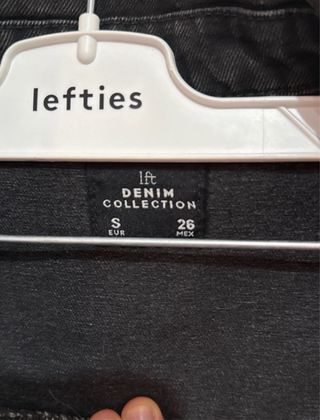 lefties
lft
DENIM
COLLECTION
S 26
EUR MEX